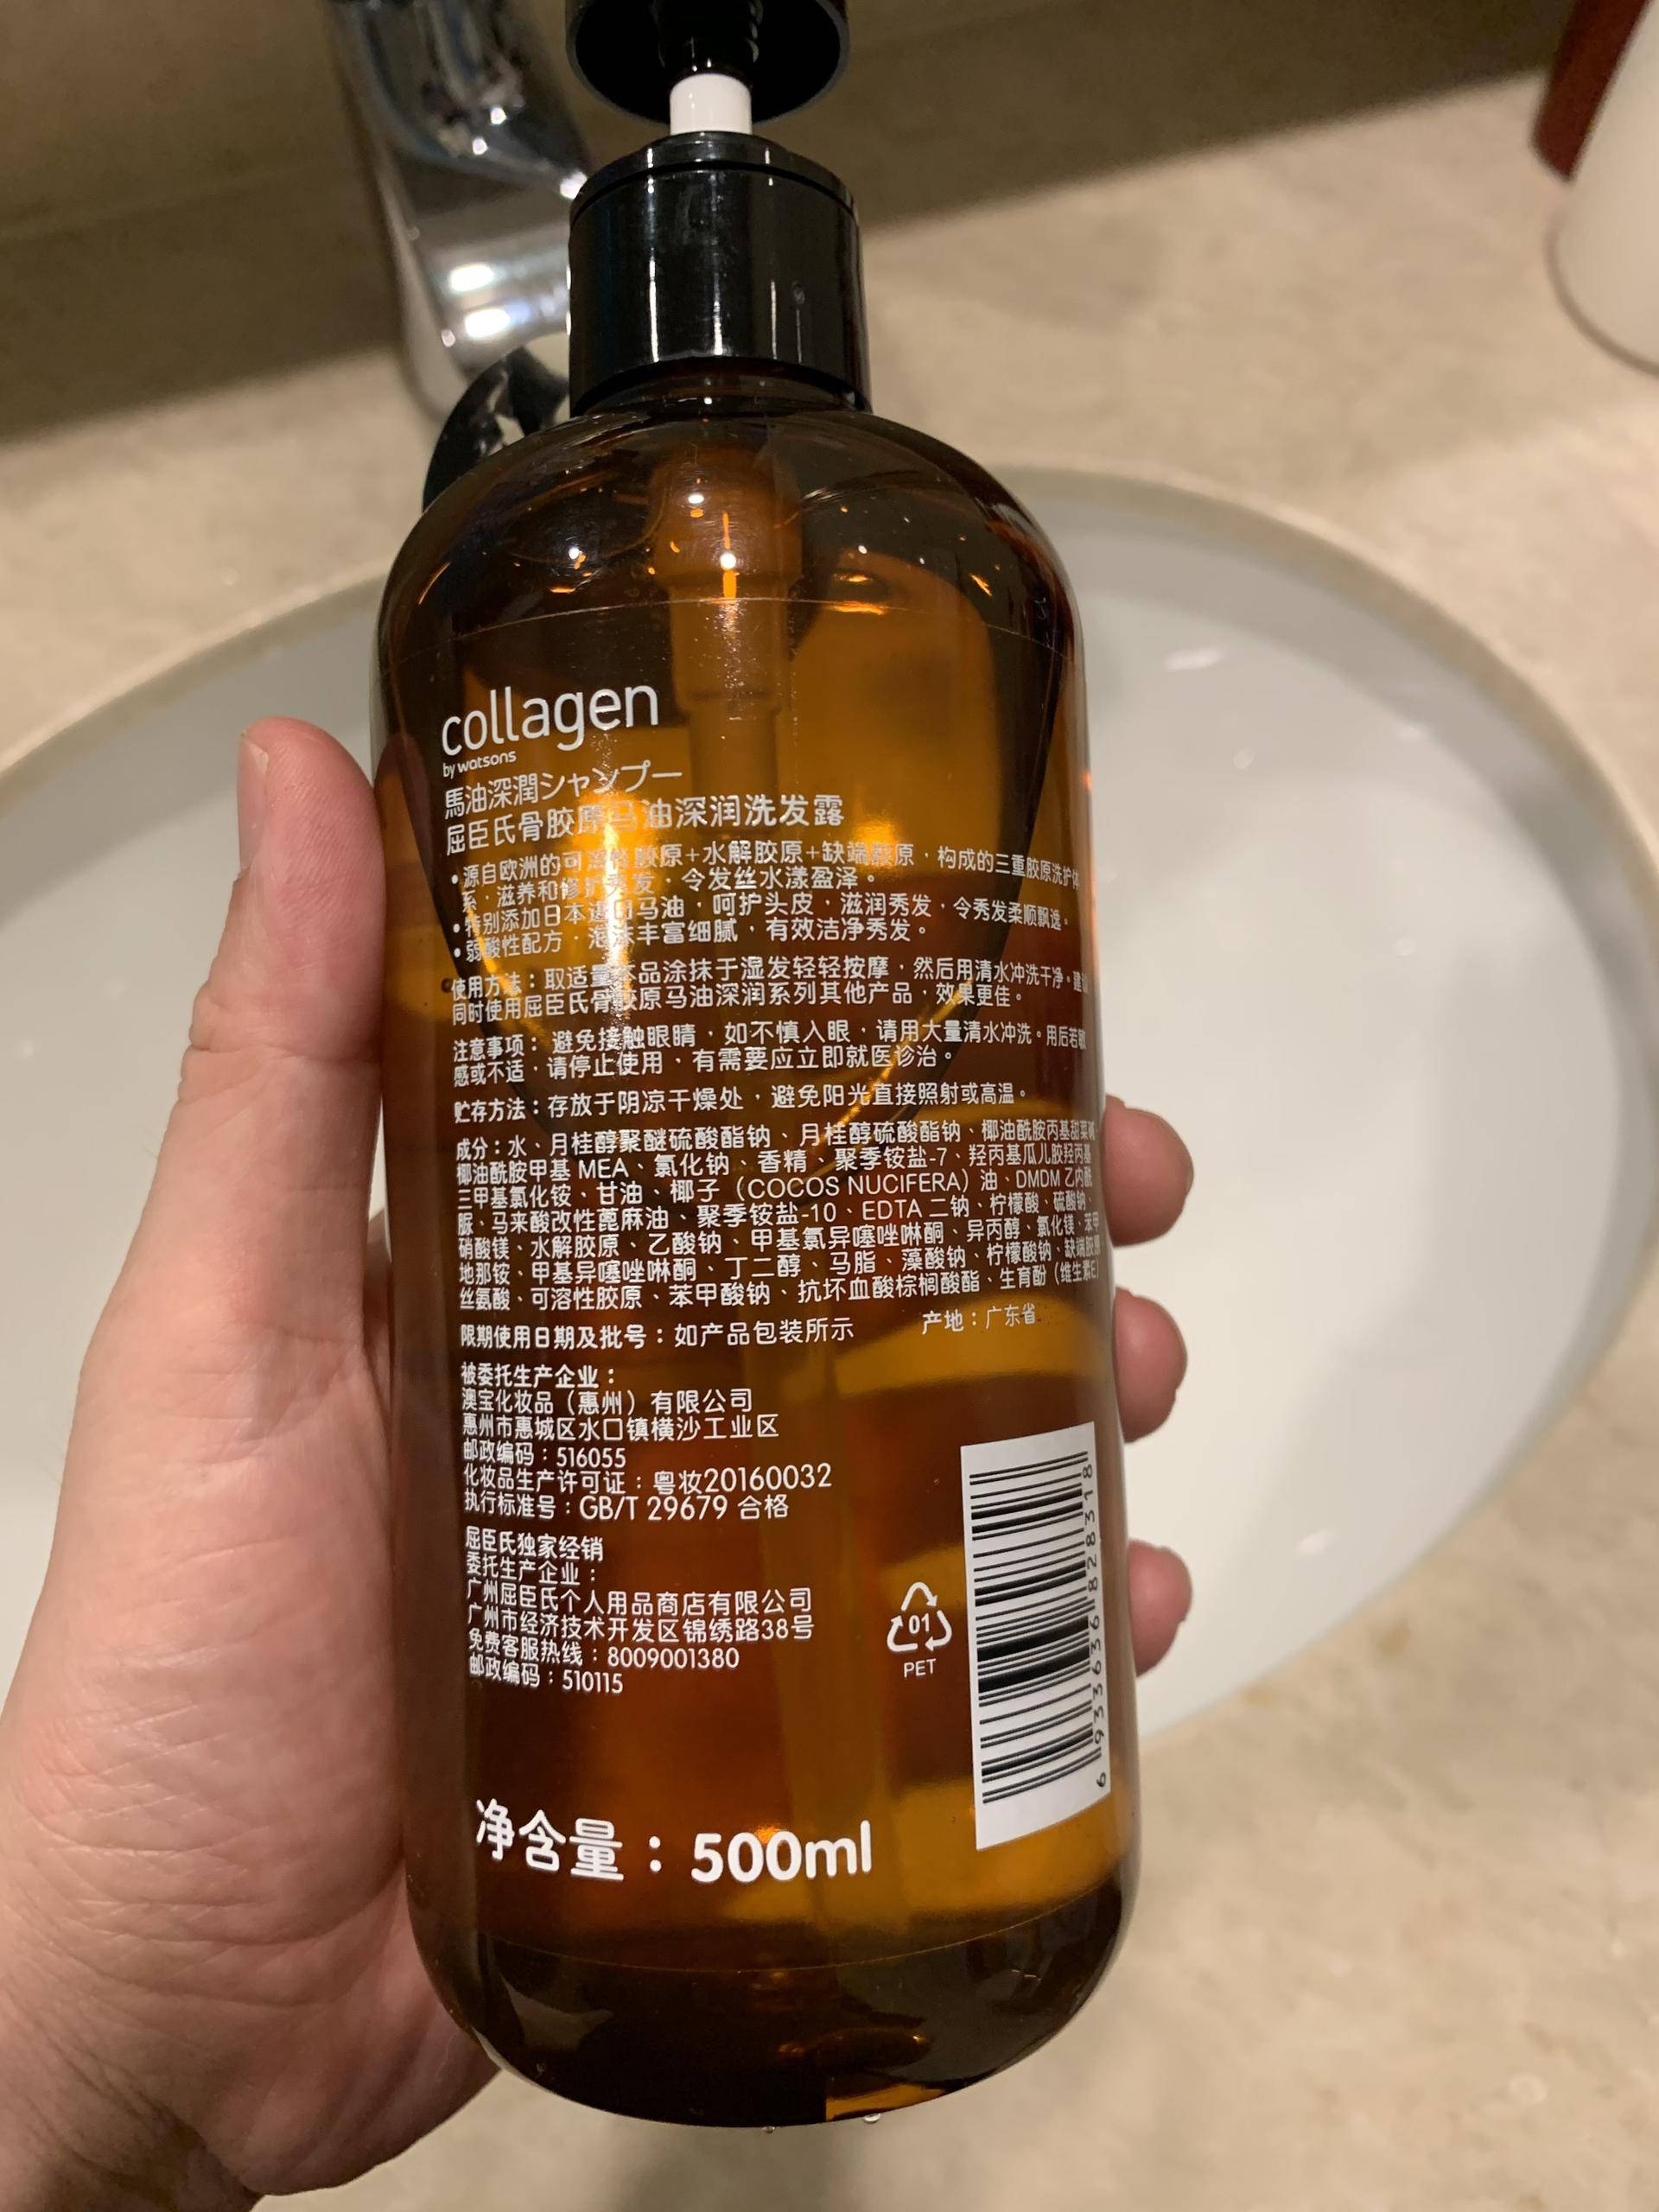 collagen
by watsons
馬油深潤シャンプー
屈臣氏骨胶原马油深润洗发露
• 源自欧洲的可溶性胶原+水解胶原+缺端胶原，构成的三重胶原洗护体
系，滋养和修护秀发，令发丝水漾盈泽。
• 特别添加日本进口马油，呵护头皮，滋润秀发，令秀发柔顺飘逸。
• 弱酸性配方，泡沫丰富细腻，有效洁净秀发。
使用方法：取适量本品涂抹于湿发轻轻按摩，然后用清水冲洗干净。建议
同时使用屈臣氏骨胶原马油深润系列其他产品，效果更佳。
注意事项：避免接触眼睛，如不慎入眼，请用大量清水冲洗。用后若敏
感或不适，请停止使用，有需要应立即就医诊治。
贮存方法：存放于阴凉干燥处，避免阳光直接照射或高温。
成分：水、月桂醇聚醚硫酸酯钠、月桂醇硫酸酯钠、椰油酰胺丙基甜菜碱、
椰油酰胺甲基 MEA、氯化钠、香精、聚季铵盐-7、羟丙基瓜儿胶羟丙基
三甲基氯化铵、甘油、椰子（COCOS NUCIFERA）油、DMDM 乙内酰
脲、马来酸改性蓖麻油、聚季铵盐-10、EDTA 二钠、柠檬酸、硫酸钠、
硝酸镁、水解胶原、乙酸钠、甲基氯异噻唑啉酮、异丙醇、氯化镁、苯甲
地那铵、甲基异噻唑啉酮、丁二醇、马脂、藻酸钠、柠檬酸钠、缺端胶原
丝氨酸、可溶性胶原、苯甲酸钠、抗坏血酸棕榈酸酯、生育酚（维生素E）
限期使用日期及批号：如产品包装所示 产地：广东省
被委托生产企业：
澳宝化妆品（惠州）有限公司
惠州市惠城区水口镇横沙工业区
邮政编码：516055
化妆品生产许可证：粤妆20160032
执行标准号：GB/T 29679 合格
屈臣氏独家经销
委托生产企业：
广州屈臣氏个人用品商店有限公司
广州市经济技术开发区锦绣路38号
免费客服热线：8009001380
邮政编码：510115
01
PET
6933636828318
净含量：500ml